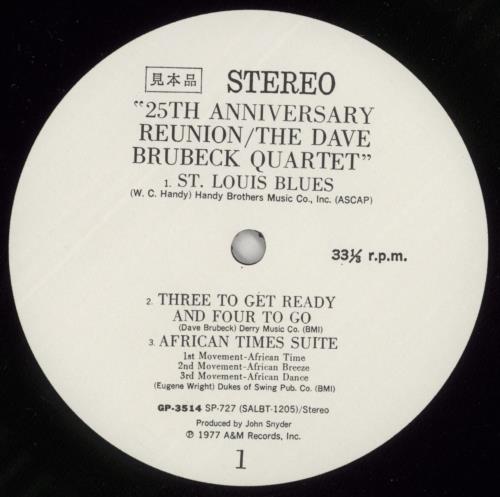 見本品 STEREO
"25TH ANNIVERSARY
REUNION/THE DAVE
BRUBECK QUARTET"
1. ST. LOUIS BLUES
(W. C. Handy) Handy Brothers Music Co., Inc. (ASCAP)
33⅓ r.p.m.
2. THREE TO GET READY
AND FOUR TO GO
(Dave Brubeck) Derry Music Co. (BMI)
3. AFRICAN TIMES SUITE
1st Movement-African Time
2nd Movement-African Breeze
3rd Movement-African Dance
(Eugene Wright) Dukes of Swing Pub. Co. (BMI)
GP-3514 SP-727 (SALBT-1205)/Stereo
Produced by John Snyder
℗ 1977 A&M Records, Inc.
1